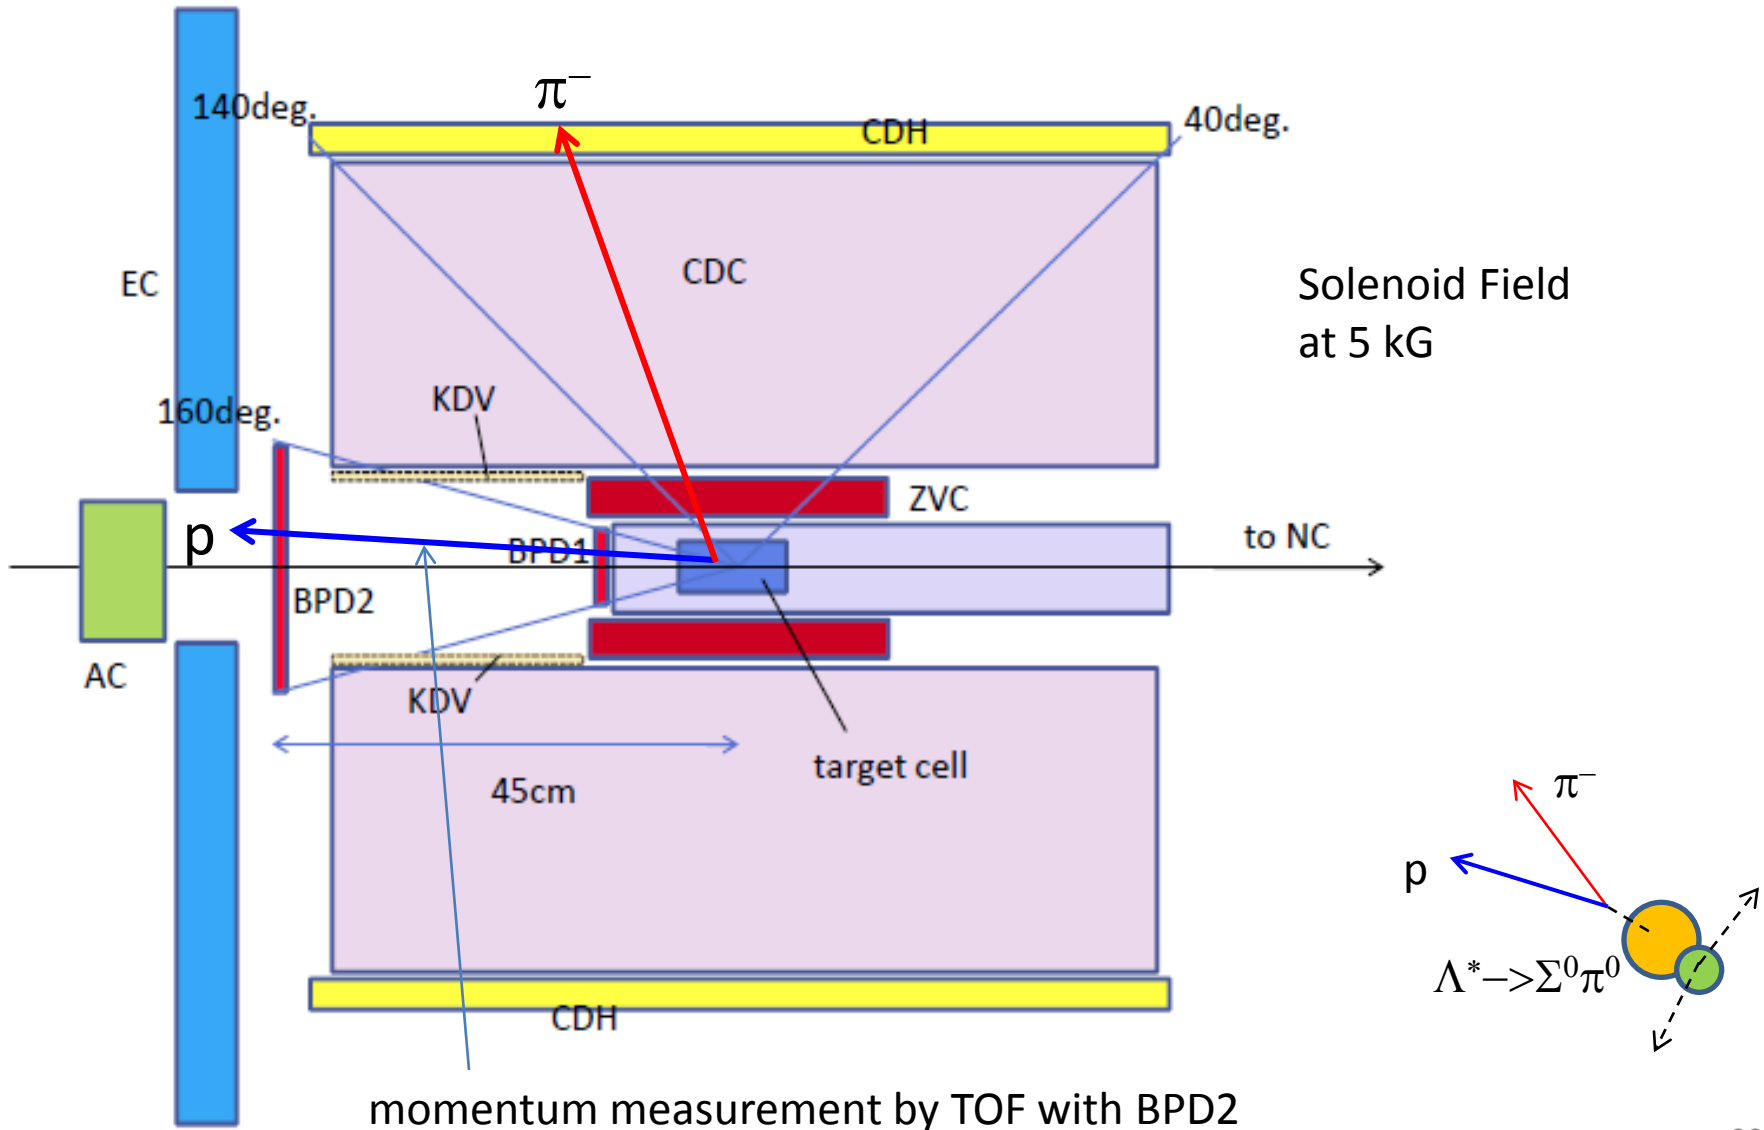 π⁻
140deg.
CDH
40deg.
EC
CDC
Solenoid Field
at 5 kG
KDV
160deg.
ZVC
p
BPD1
to NC
BPD2
AC
KDV
target cell
45cm
π⁻
p
Λ*–>Σ⁰π⁰
CDH
momentum measurement by TOF with BPD2